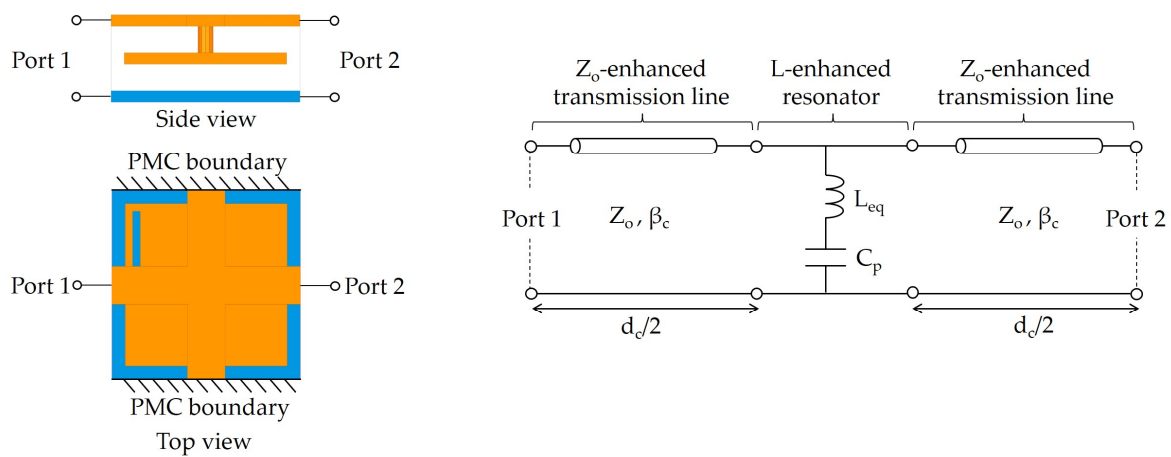 Port 1
Port 2
Side view
PMC boundary
Port 1
Port 2
PMC boundary
Top view
Zo-enhanced
transmission line
L-enhanced
resonator
Zo-enhanced
transmission line
Port 1
Zo , βc
Leq
Cp
Zo , βc
Port 2
dc/2
dc/2